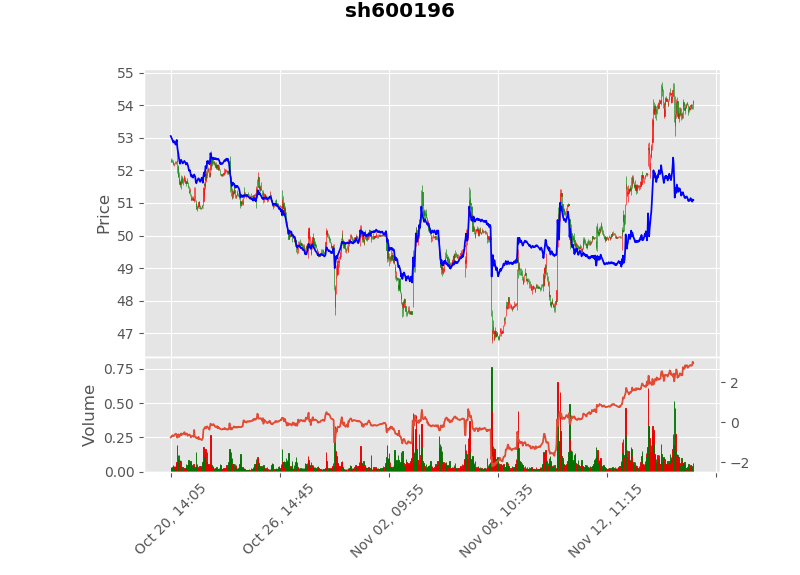 sh600196
55
54
53
52
51
50
49
48
47
Price
0.75
0.50
0.25
0.00
Volume
2
0
−2
Oct 20, 14:05
Oct 26, 14:45
Nov 02, 09:55
Nov 08, 10:35
Nov 12, 11:15